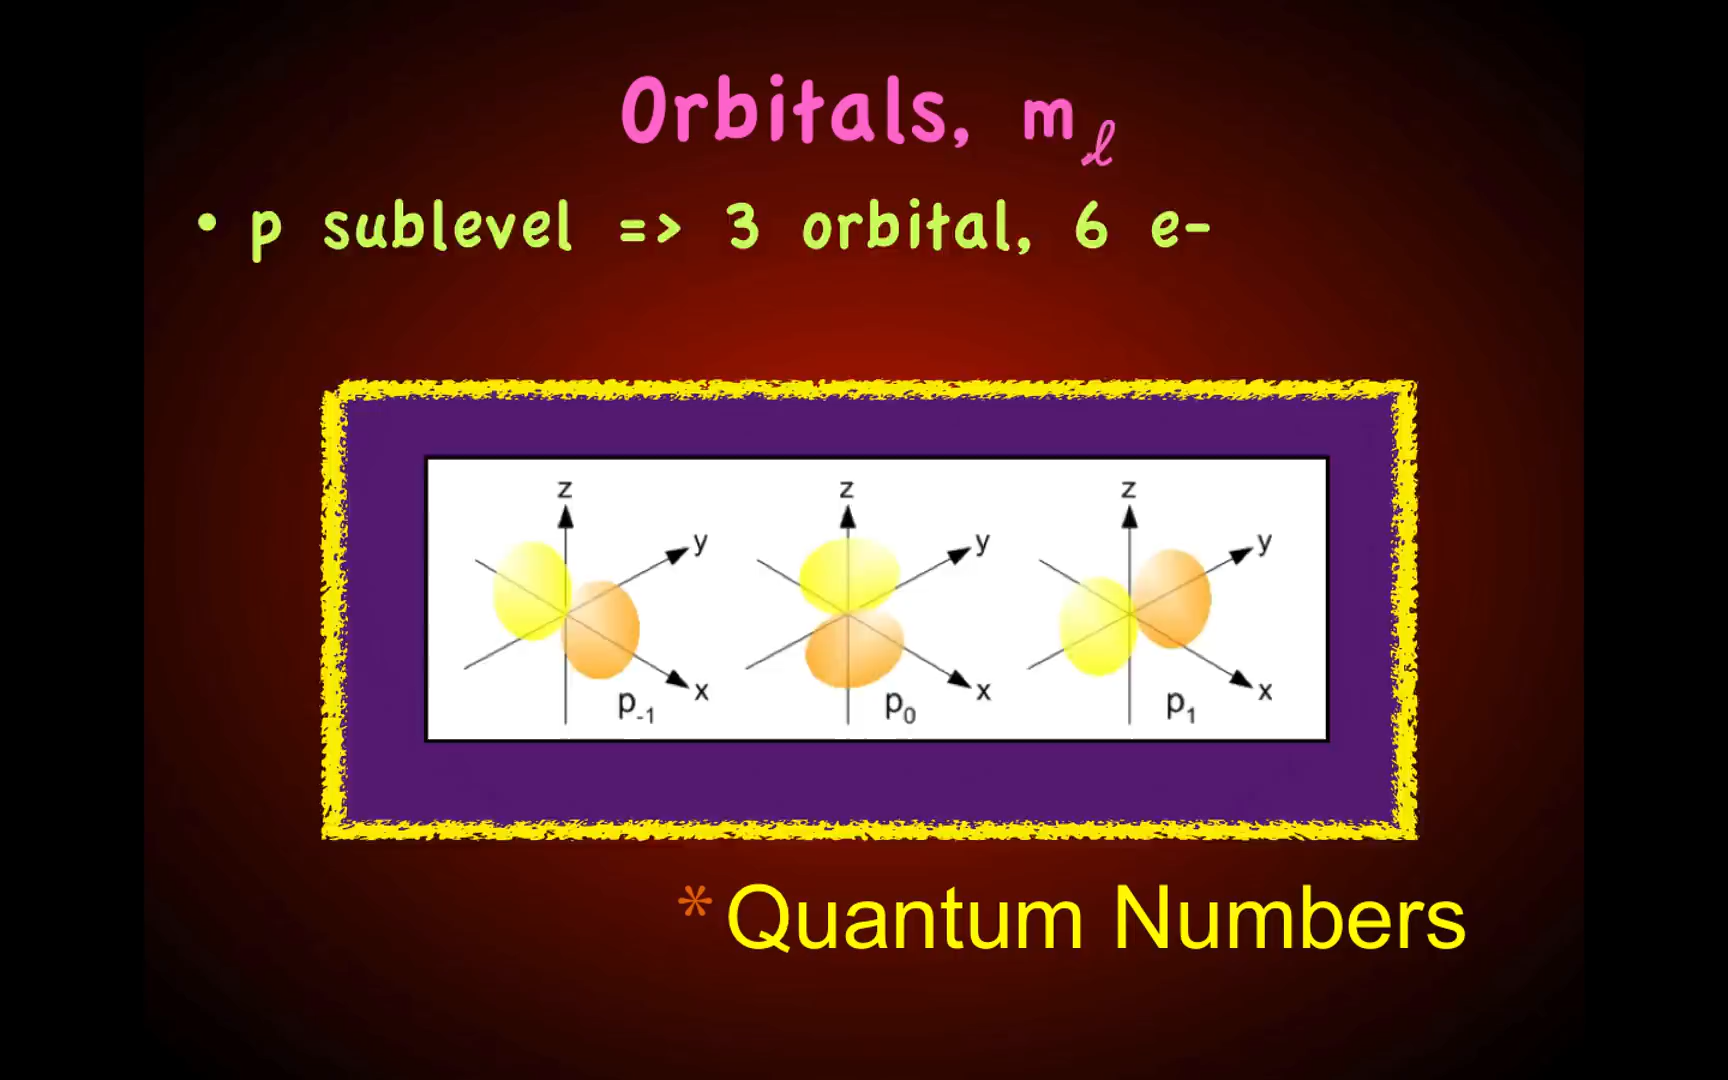 Orbitals, mℓ
• p sublevel => 3 orbital, 6 e-
z z z
y y y
x x x
p-1 p0 p1
* Quantum Numbers